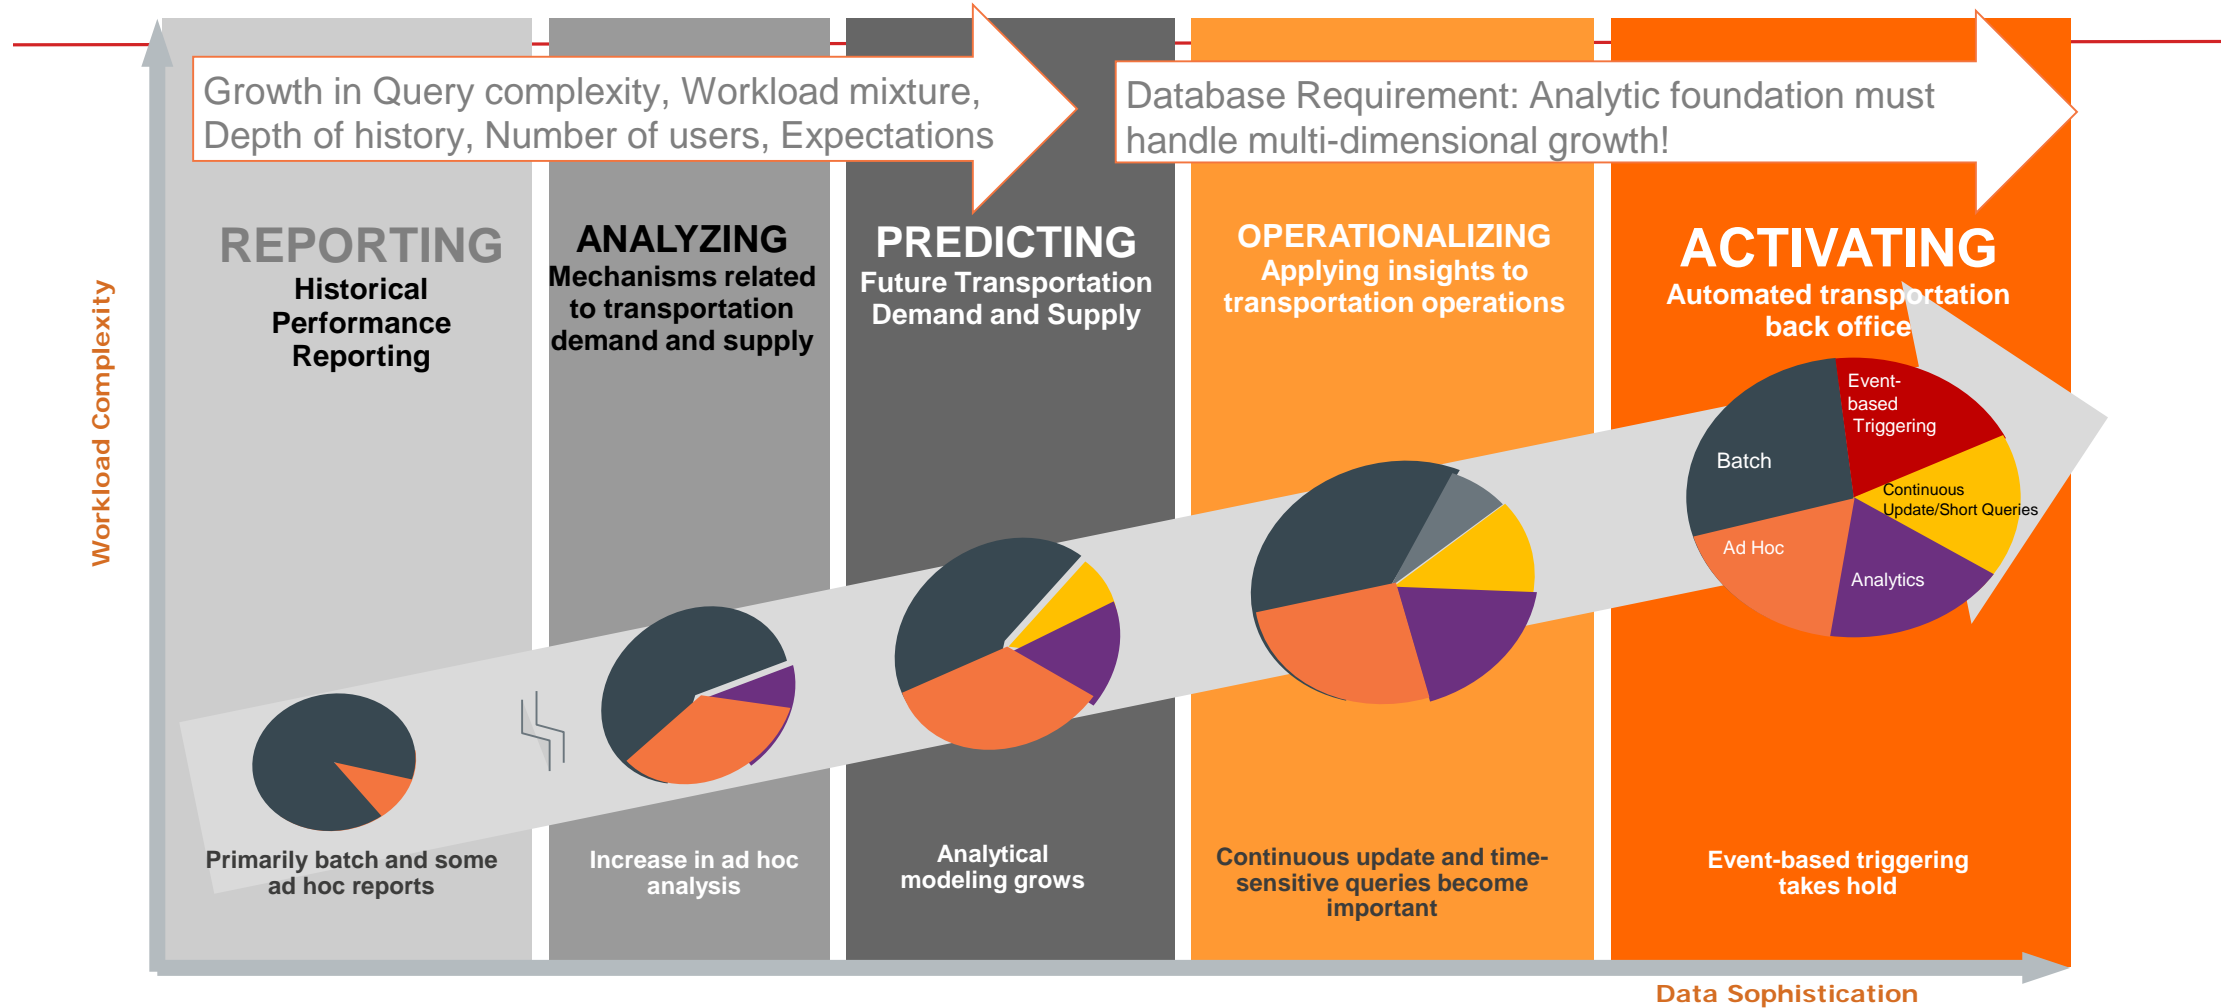 Growth in Query complexity, Workload mixture,
Depth of history, Number of users, Expectations
Database Requirement: Analytic foundation must
handle multi-dimensional growth!
REPORTING
Historical
Performance
Reporting
ANALYZING
Mechanisms related
to transportation
demand and supply
PREDICTING
Future Transportation
Demand and Supply
OPERATIONALIZING
Applying insights to
transportation operations
ACTIVATING
Automated transportation
back office
Workload Complexity
Event-
based
Triggering
Batch
Continuous
Update/Short Queries
Ad Hoc
Analytics
Primarily batch and some
ad hoc reports
Increase in ad hoc
analysis
Analytical
modeling grows
Continuous update and time-
sensitive queries become
important
Event-based triggering
takes hold
Data Sophistication